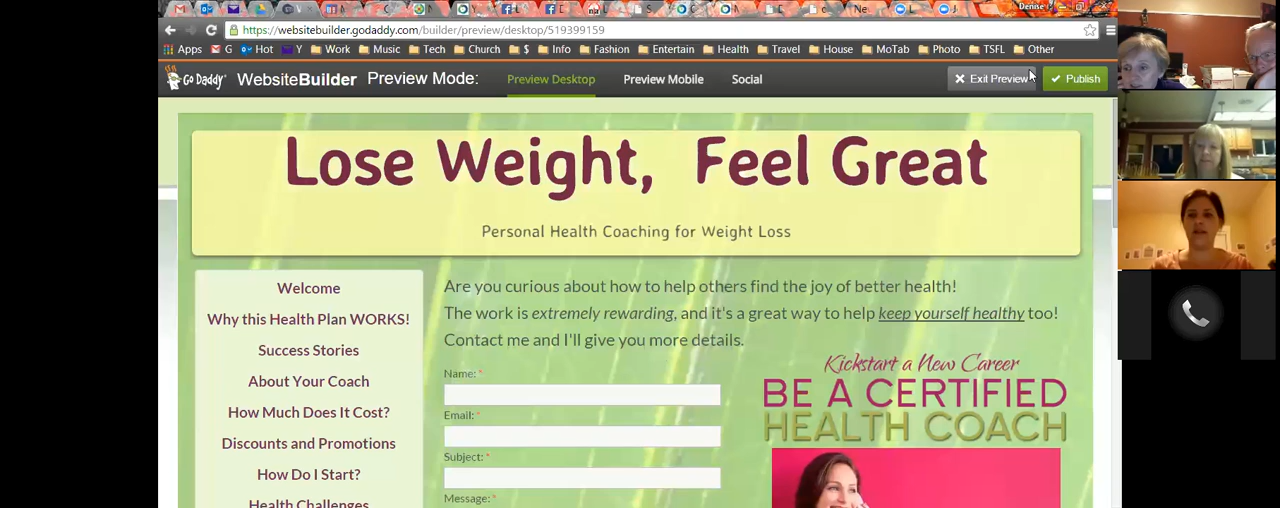 Denise
https://websitebuilder.godaddy.com/builder/preview/desktop/519399159
Apps G Hot Y Work Music Tech Church $ Info Fashion Entertain Health Travel House MoTab Photo TSFL Other
Go Daddy WebsiteBuilder Preview Mode: Preview Desktop Preview Mobile Social Exit Preview Publish
Lose Weight, Feel Great
Personal Health Coaching for Weight Loss
Welcome
Why this Health Plan WORKS!
Success Stories
About Your Coach
How Much Does It Cost?
Discounts and Promotions
How Do I Start?
Health Challenges
Are you curious about how to help others find the joy of better health!
The work is extremely rewarding, and it's a great way to help keep yourself healthy too!
Contact me and I'll give you more details.
Name: *
Email: *
Subject: *
Message: *
Kickstart a New Career
BE A CERTIFIED
HEALTH COACH